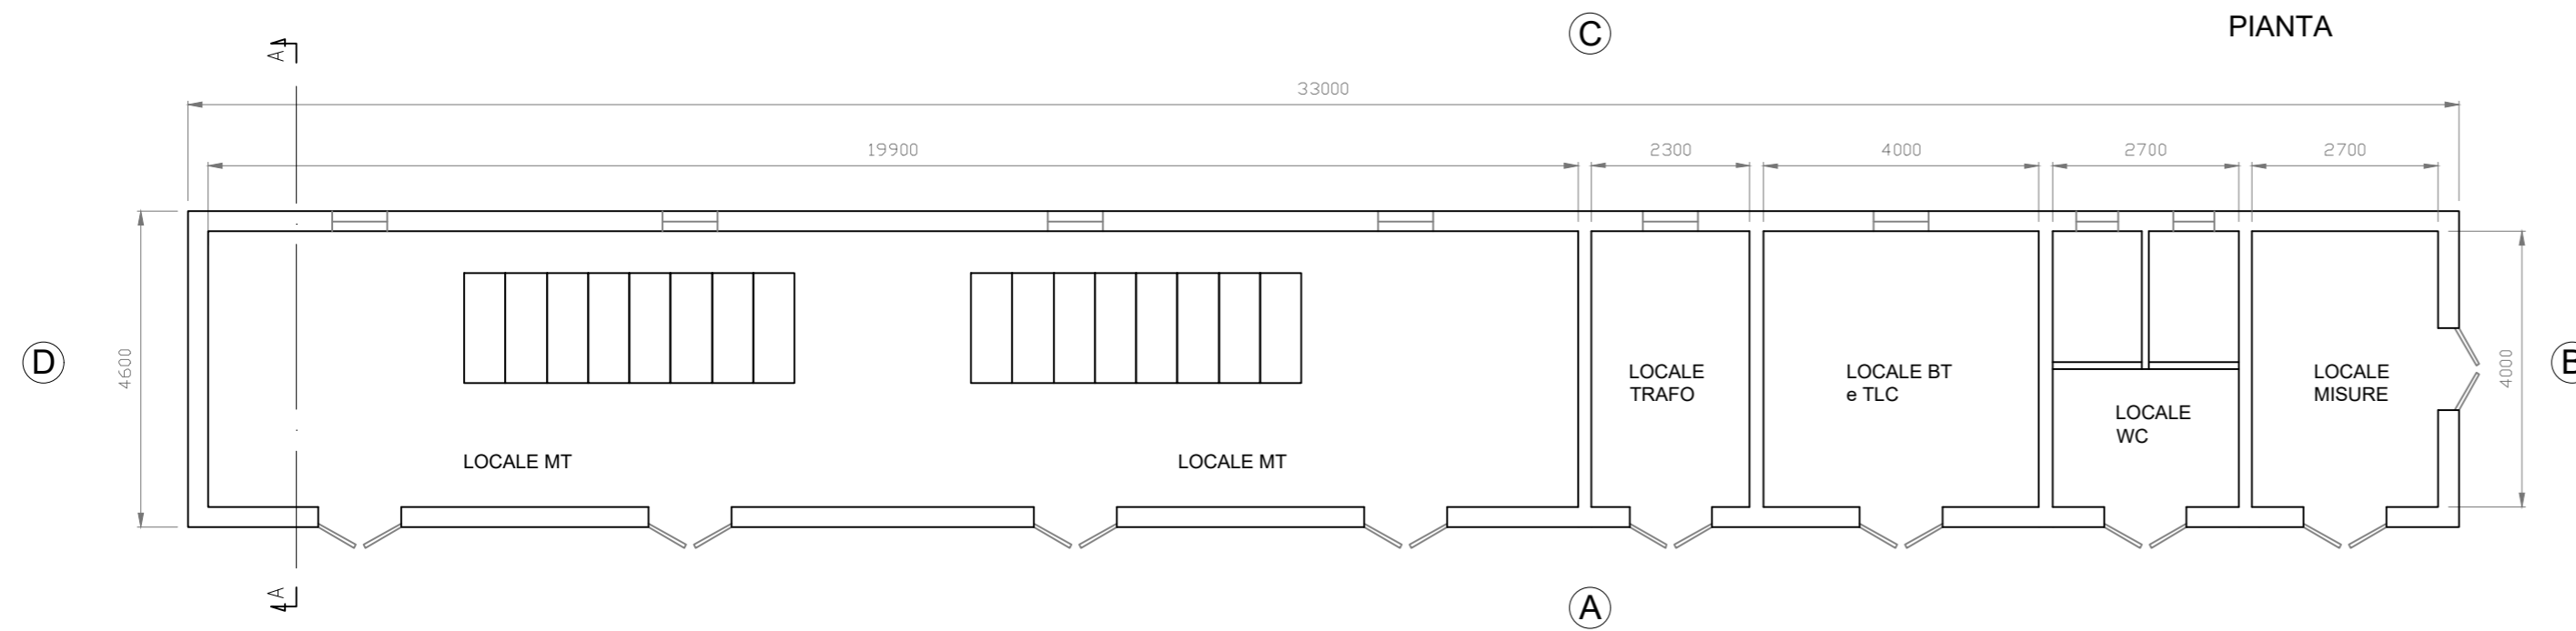 C
PIANTA
A
33000
19900
2300
4000
2700
2700
D
4600
4000
B
LOCALE
TRAFO
LOCALE BT
e TLC
LOCALE
WC
LOCALE
MISURE
LOCALE MT
LOCALE MT
A
A